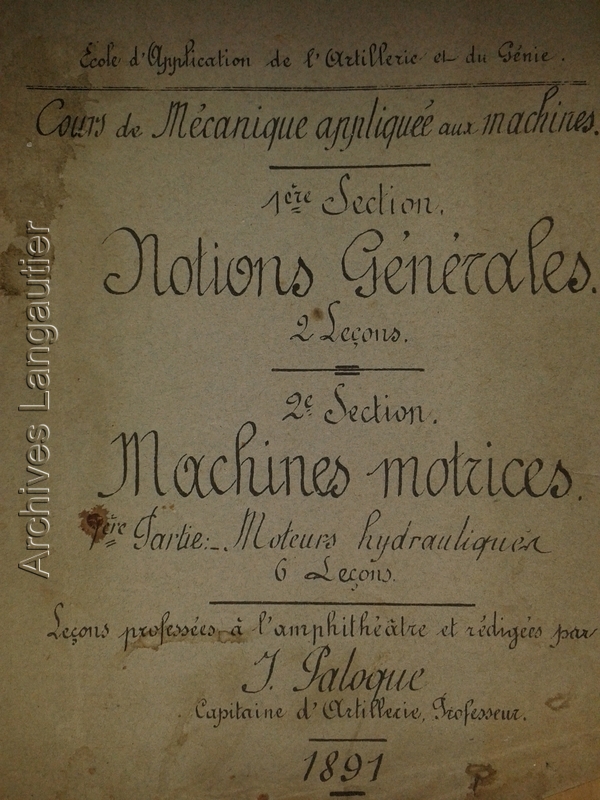 École d'Application de l'Artillerie et du Génie.
Cours de Mécanique appliquée aux machines.
1ère Section.
Notions Générales.
2 Leçons.
2e Section.
Machines motrices.
1ère Partie:_ Moteurs hydrauliques
6 Leçons.
Leçons professées à l'amphithéâtre et rédigées par
J. Paloque
Capitaine d'Artillerie, Professeur.
1891
Archives Langautier